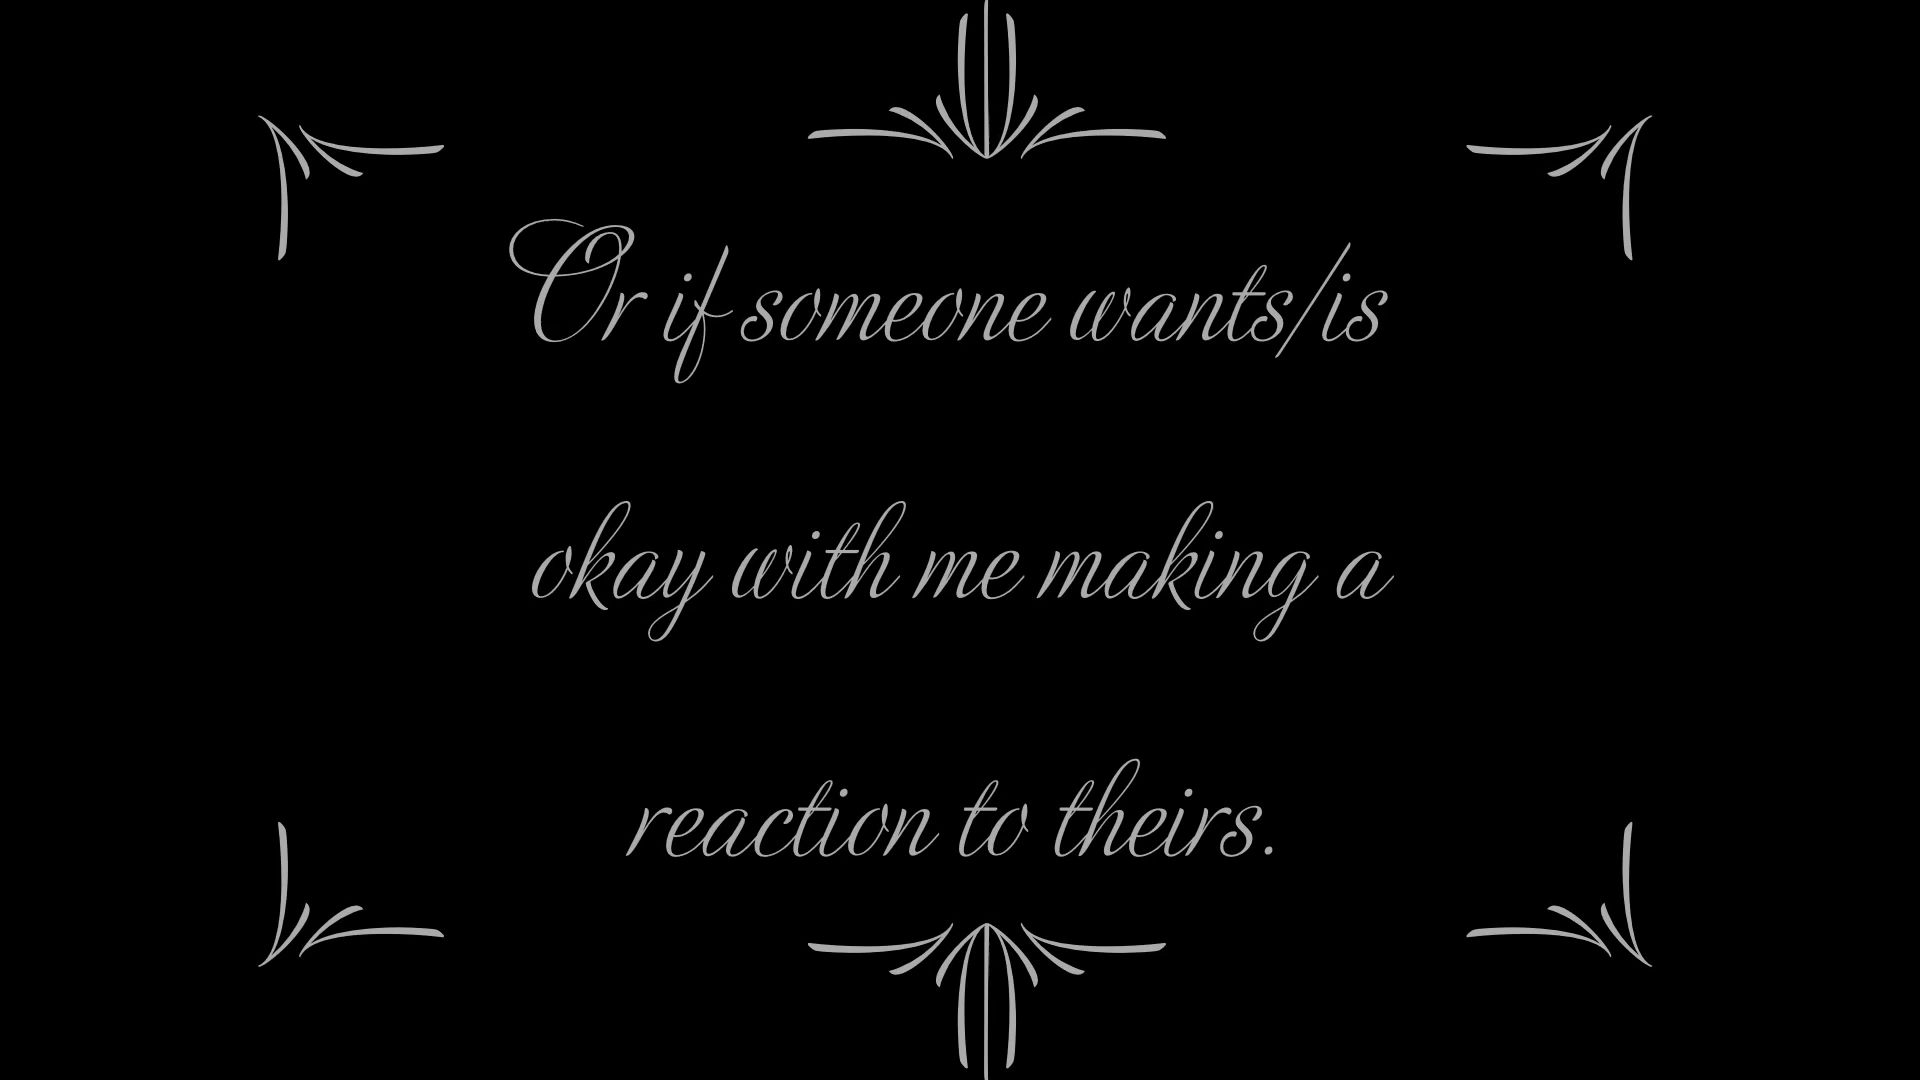 Or if someone wants/is
okay with me making a
reaction to theirs.